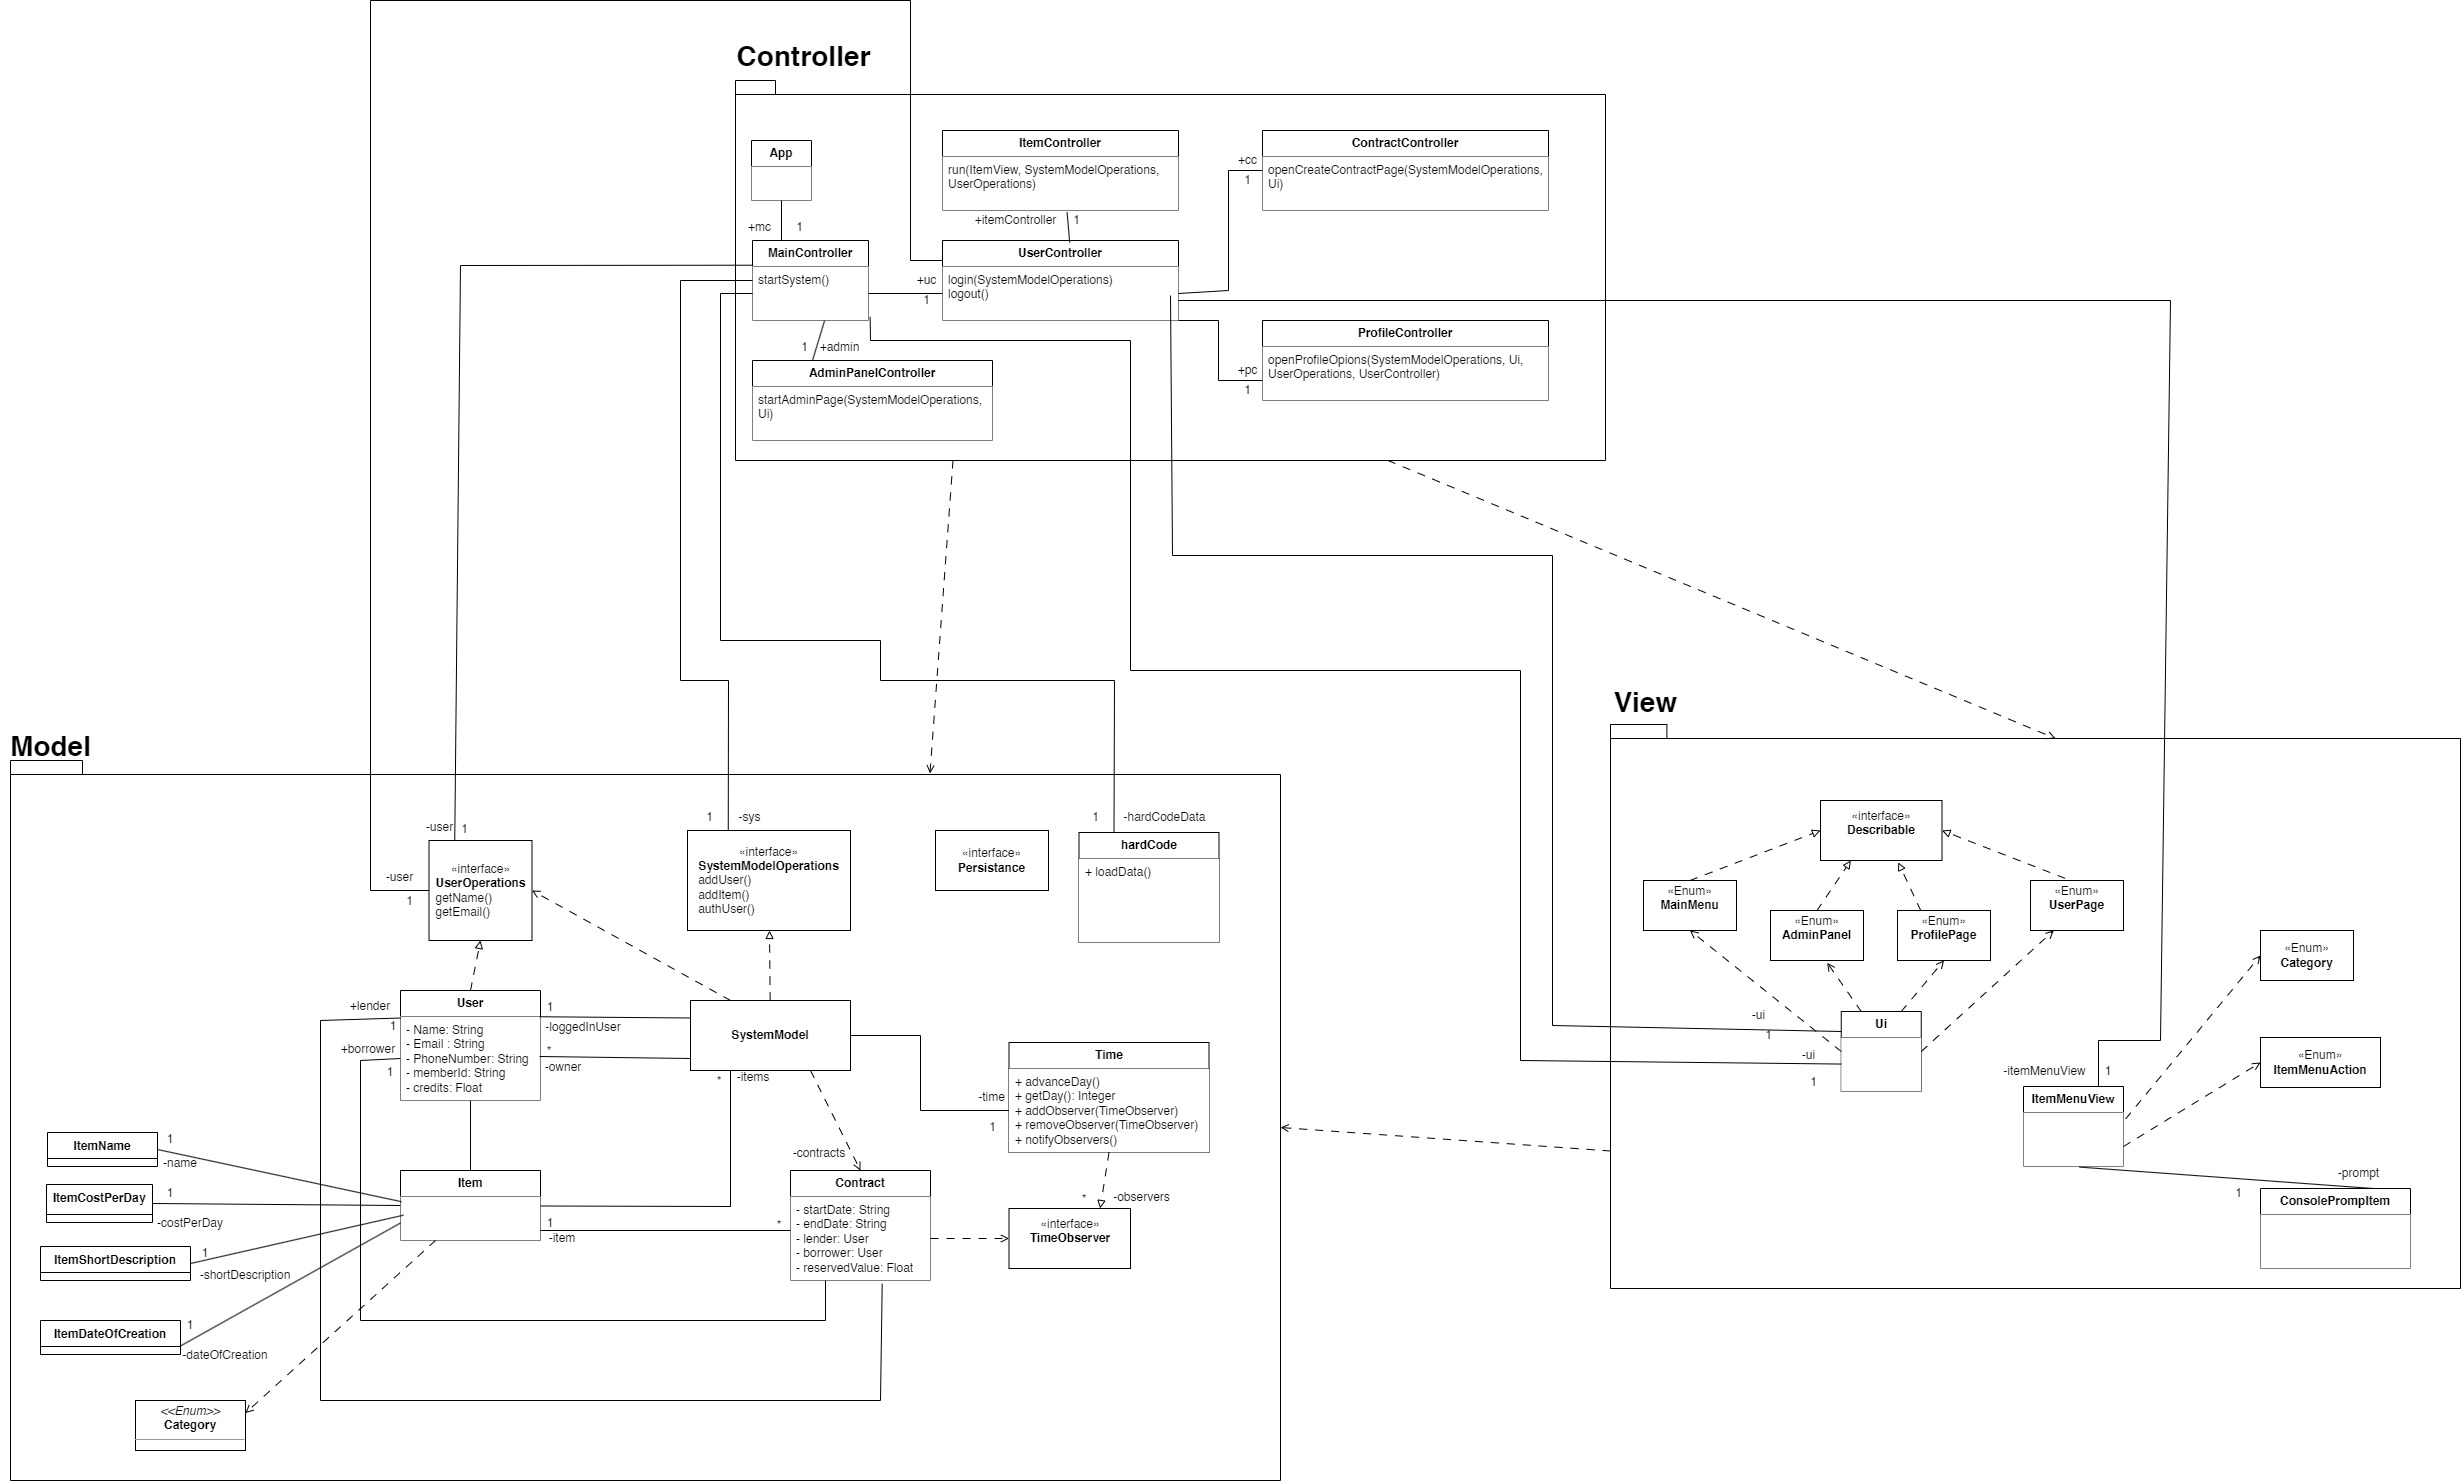 Controller
App
+mc
1
MainController
startSystem()
ItemController
run(ItemView, SystemModelOperations,
UserOperations)
+itemController
1
UserController
login(SystemModelOperations)
logout()
+uc
1
+cc
1
ContractController
openCreateContractPage(SystemModelOperations,
Ui)
+pc
1
ProfileController
openProfileOpions(SystemModelOperations, Ui,
UserOperations, UserController)
1
+admin
AdminPanelController
startAdminPage(SystemModelOperations,
Ui)
Model
-user
1
-user
1
«interface»
UserOperations
getName()
getEmail()
1
-sys
«interface»
SystemModelOperations
addUser()
addItem()
authUser()
«interface»
Persistance
1
-hardCodeData
hardCode
+ loadData()
+lender
1
+borrower
1
User
- Name: String
- Email : String
- PhoneNumber: String
- memberId: String
- credits: Float
1
-loggedInUser
*
-owner
SystemModel
*
-items
-time
1
Time
+ advanceDay()
+ getDay(): Integer
+ addObserver(TimeObserver)
+ removeObserver(TimeObserver)
+ notifyObservers()
*
-observers
«interface»
TimeObserver
-contracts
Contract
- startDate: String
- endDate: String
- lender: User
- borrower: User
- reservedValue: Float
Item
1
-item
*
ItemName
1
-name
ItemCostPerDay
1
-costPerDay
ItemShortDescription
1
-shortDescription
ItemDateOfCreation
1
-dateOfCreation
<<Enum>>
Category
View
«interface»
Describable
«Enum»
MainMenu
«Enum»
AdminPanel
«Enum»
ProfilePage
«Enum»
UserPage
-ui
1
-ui
1
Ui
«Enum»
Category
«Enum»
ItemMenuAction
-itemMenuView
1
ItemMenuView
-prompt
1
ConsolePrompItem